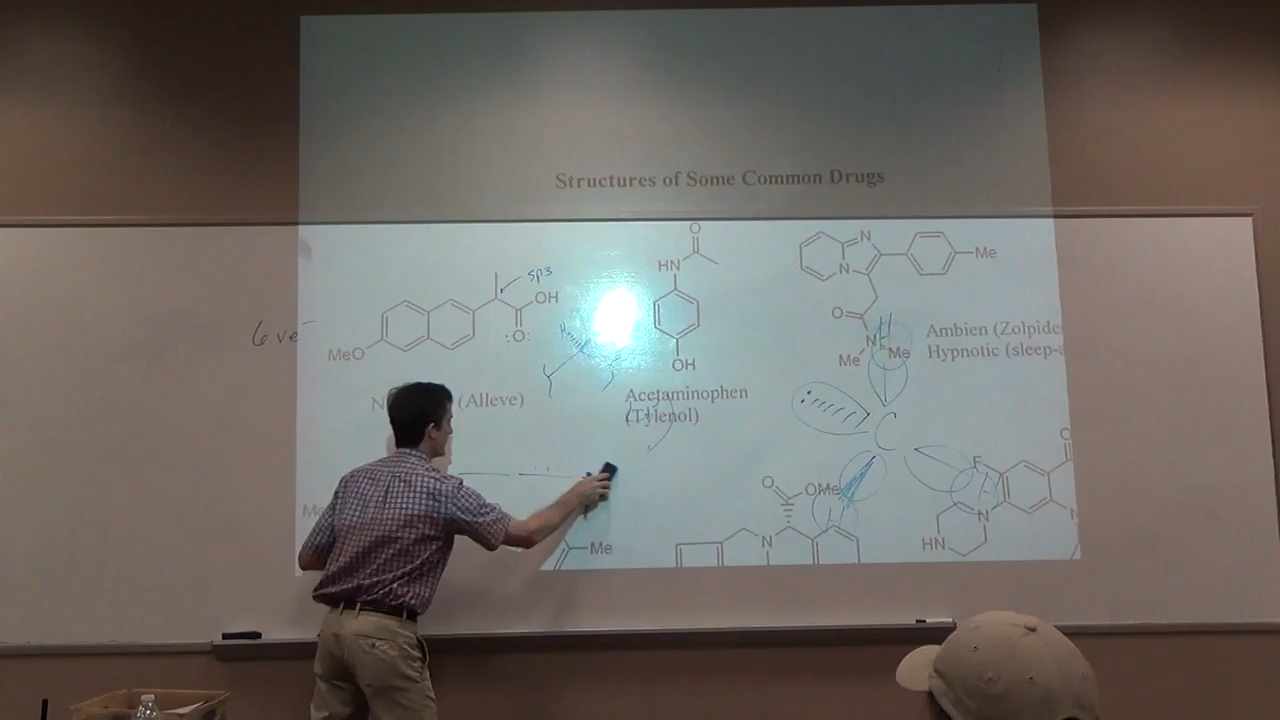 Structures of Some Common Drugs
O
HN
OH
Acetaminophen
(Tylenol)
N
N
Me
O
N
Me
Me
H
Ambien (Zolpide
Hypnotic (sleep-a
sp3
OH
:O:
MeO
N
(Alleve)
6 ve-
C
Me
Me
O
OMe
N
O
F
N
HN
N